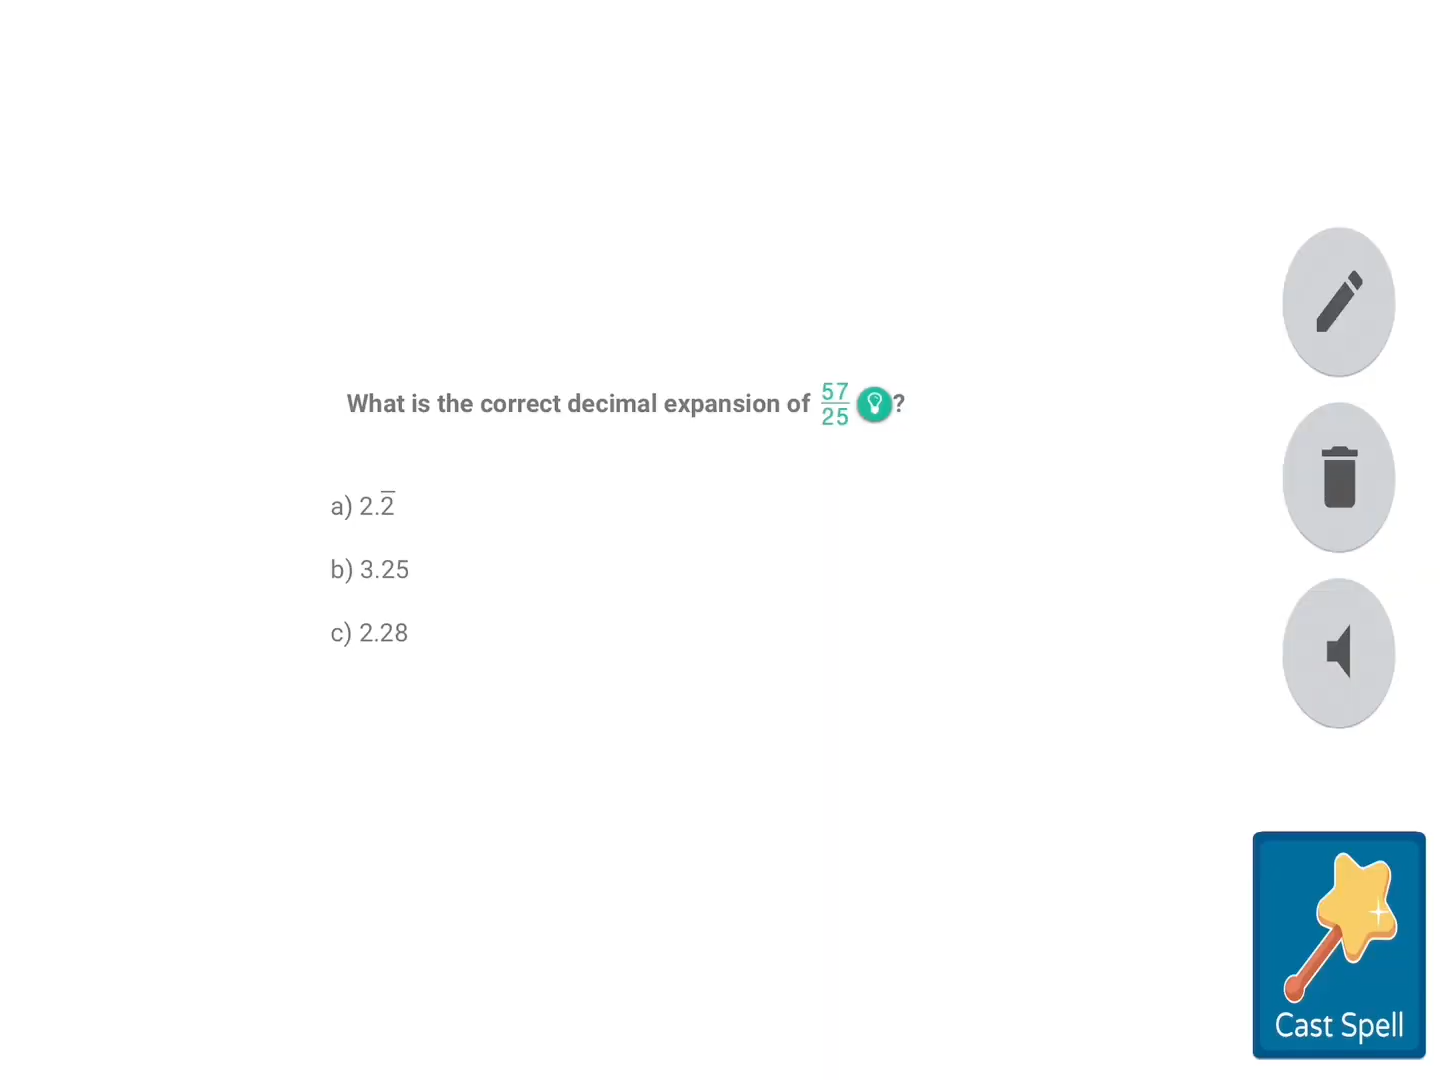 What is the correct decimal expansion of 57/25 ?
a) 2.2̅
b) 3.25
c) 2.28
Cast Spell